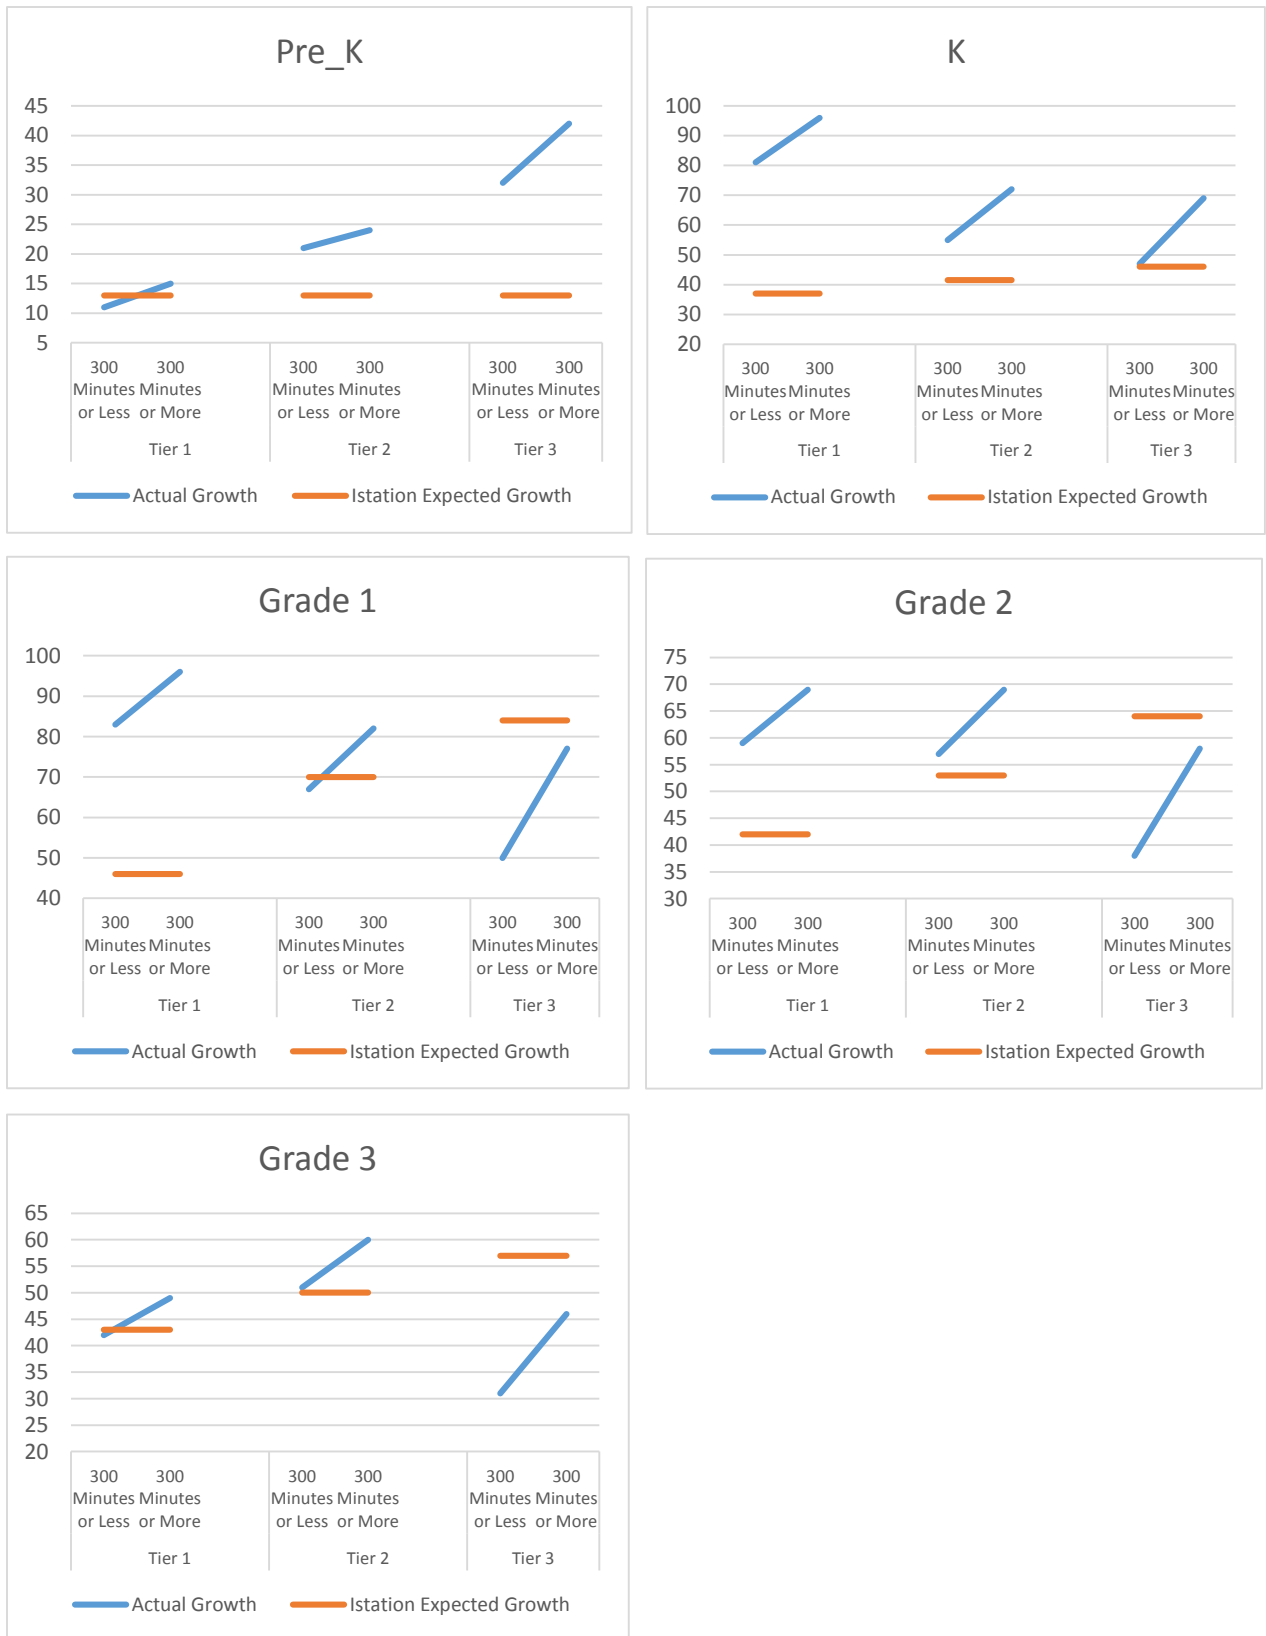 Pre_K
45
40
35
30
25
20
15
10
5
300 300 300 300 300 300
Minutes Minutes Minutes Minutes Minutes Minutes
or Less or More or Less or More or Less or More
Tier 1 Tier 2 Tier 3
Actual Growth Istation Expected Growth
K
100
90
80
70
60
50
40
30
20
300 300 300 300 300 300
Minutes Minutes Minutes Minutes Minutes Minutes
or Less or More or Less or More or Less or More
Tier 1 Tier 2 Tier 3
Actual Growth Istation Expected Growth
Grade 1
100
90
80
70
60
50
40
300 300 300 300 300 300
Minutes Minutes Minutes Minutes Minutes Minutes
or Less or More or Less or More or Less or More
Tier 1 Tier 2 Tier 3
Actual Growth Istation Expected Growth
Grade 2
75
70
65
60
55
50
45
40
35
30
300 300 300 300 300 300
Minutes Minutes Minutes Minutes Minutes Minutes
or Less or More or Less or More or Less or More
Tier 1 Tier 2 Tier 3
Actual Growth Istation Expected Growth
Grade 3
65
60
55
50
45
40
35
30
25
20
300 300 300 300 300 300
Minutes Minutes Minutes Minutes Minutes Minutes
or Less or More or Less or More or Less or More
Tier 1 Tier 2 Tier 3
Actual Growth Istation Expected Growth